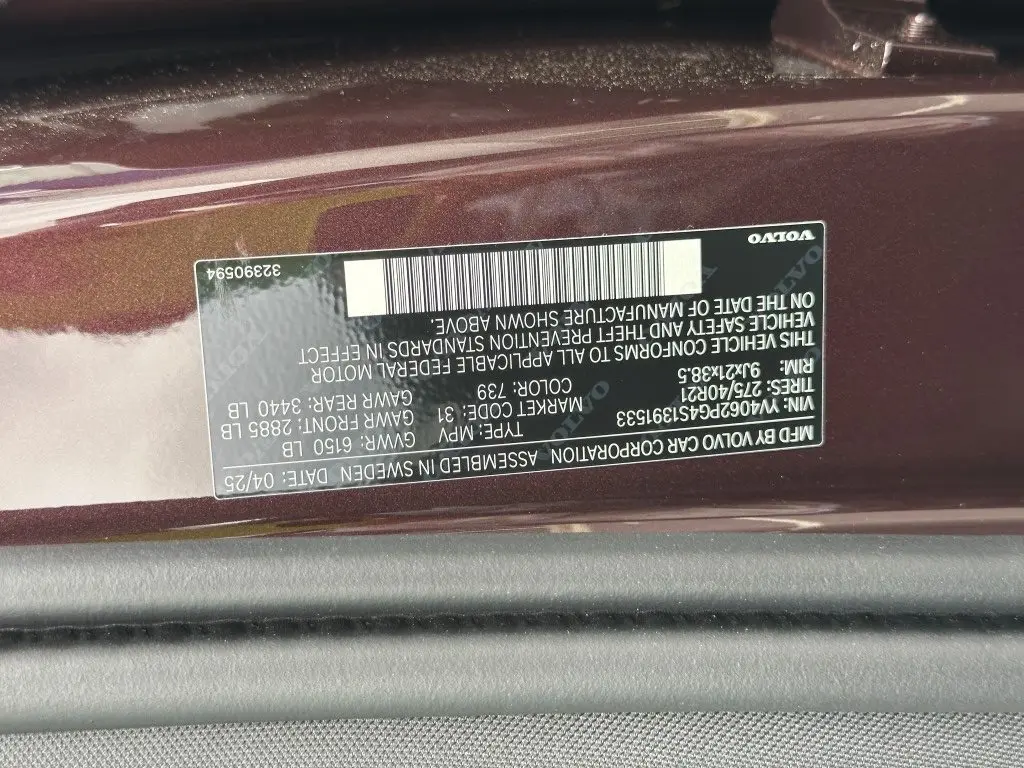 MFD BY VOLVO CAR CORPORATION ASSEMBLED IN SWEDEN DATE: 04/25
VIN: YV4062PG4S1391533 TYPE: MPV GVWR: 6150 LB
TIRES: 275/40R21 MARKET CODE: 31 GAWR FRONT: 2885 LB
RIM: 9Jx21x38.5 COLOR: 739 GAWR REAR: 3440 LB
THIS VEHICLE CONFORMS TO ALL APPLICABLE FEDERAL MOTOR
VEHICLE SAFETY AND THEFT PREVENTION STANDARDS IN EFFECT
ON THE DATE OF MANUFACTURE SHOWN ABOVE.
VOLVO 32390594